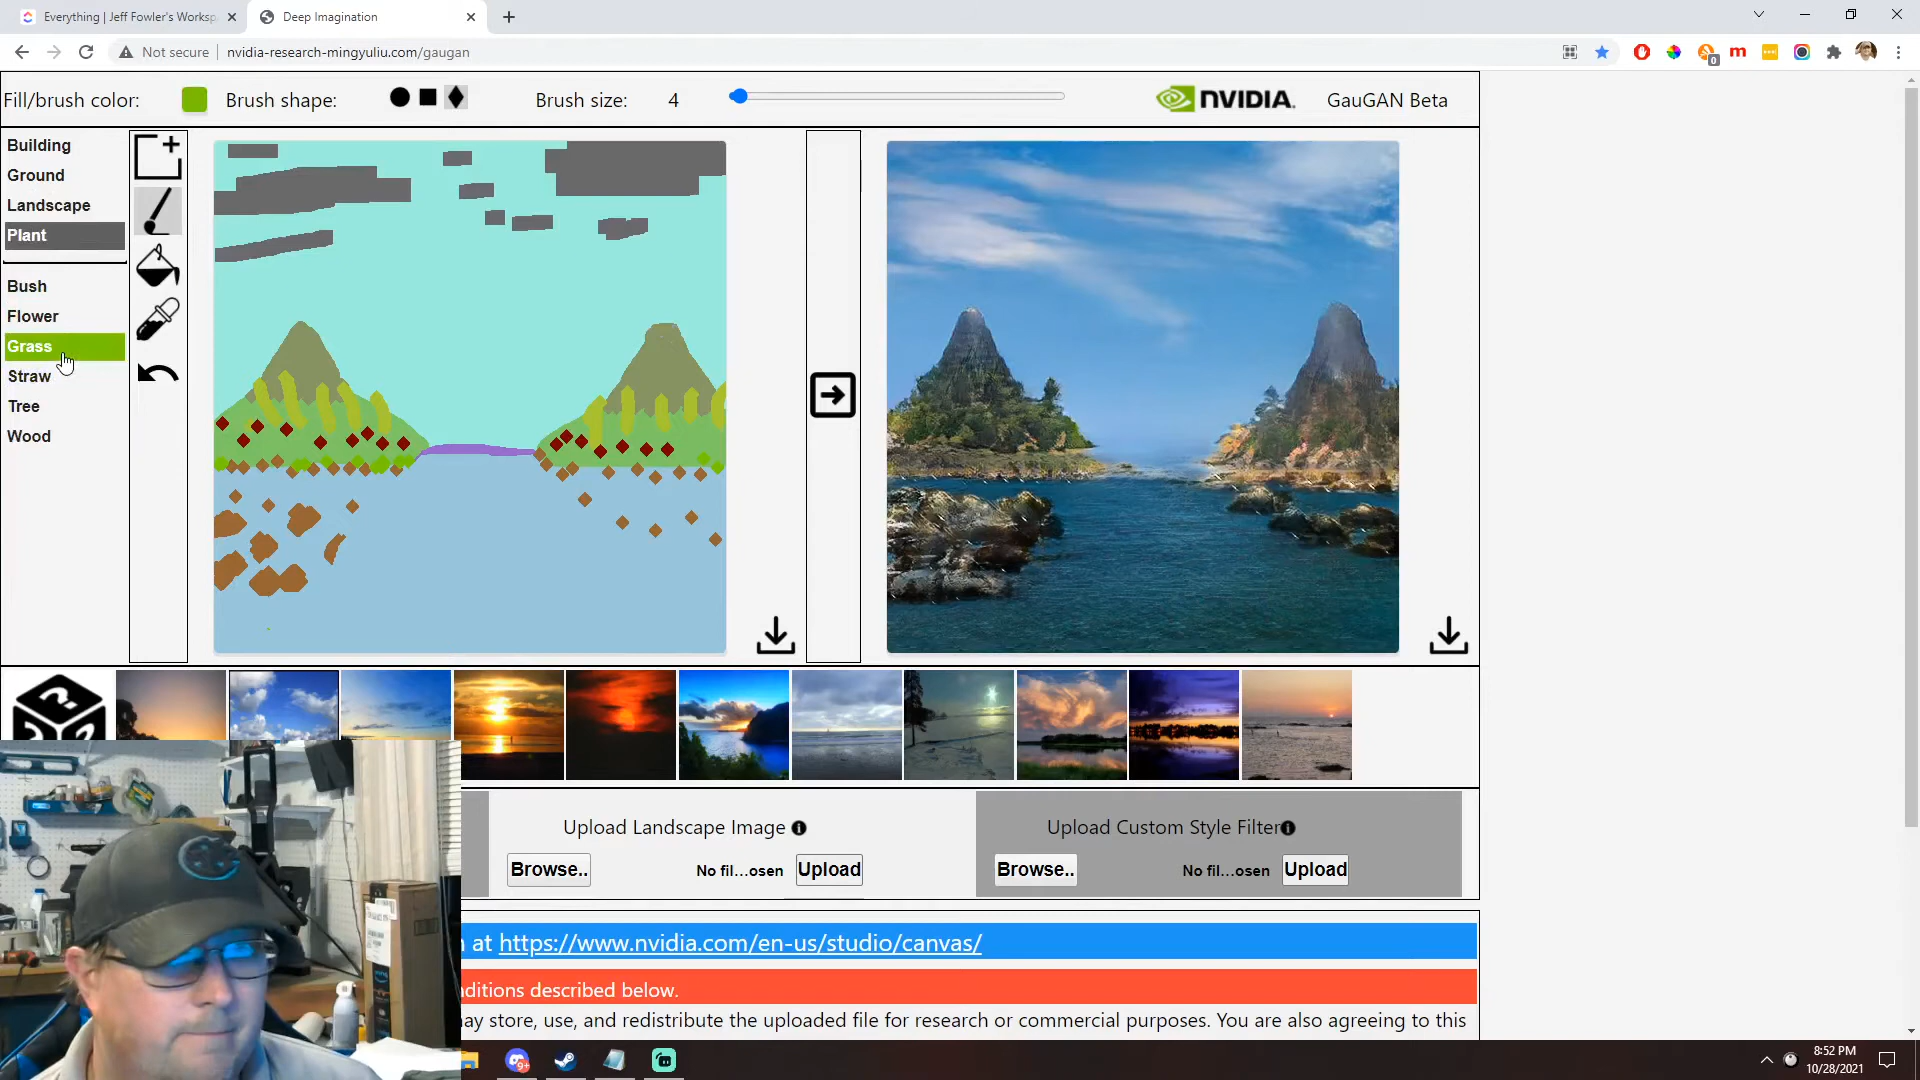 Everything | Jeff Fowler's Worksp
Deep Imagination
Not secure
nvidia-research-mingyuliu.com/gaugan
m
0
Fill/brush color:
Brush shape:
Brush size:
4
NVIDIA.
GauGAN Beta
Building
Ground
Landscape
Plant
Bush
Flower
Grass
Straw
Tree
Wood
Upload Landscape Image
Browse..
No fil...osen
Upload
Upload Custom Style Filter
Browse..
No fil...osen
Upload
at https://www.nvidia.com/en-us/studio/canvas/
ditions described below.
ay store, use, and redistribute the uploaded file for research or commercial purposes. You are also agreeing to this
9+
8:52 PM
10/28/2021